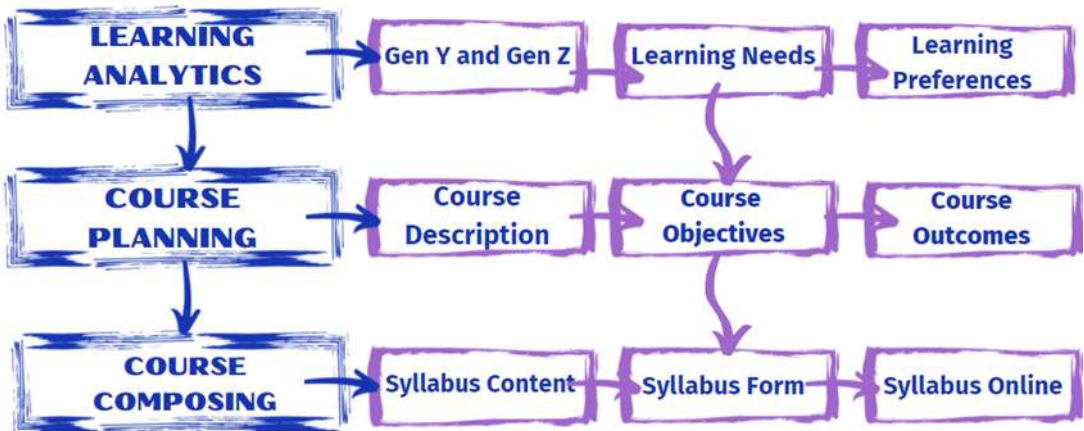 LEARNING
ANALYTICS
Gen Y and Gen Z
Learning Needs
Learning
Preferences
COURSE
PLANNING
Course
Description
Course
Objectives
Course
Outcomes
COURSE
COMPOSING
Syllabus Content
Syllabus Form
Syllabus Online